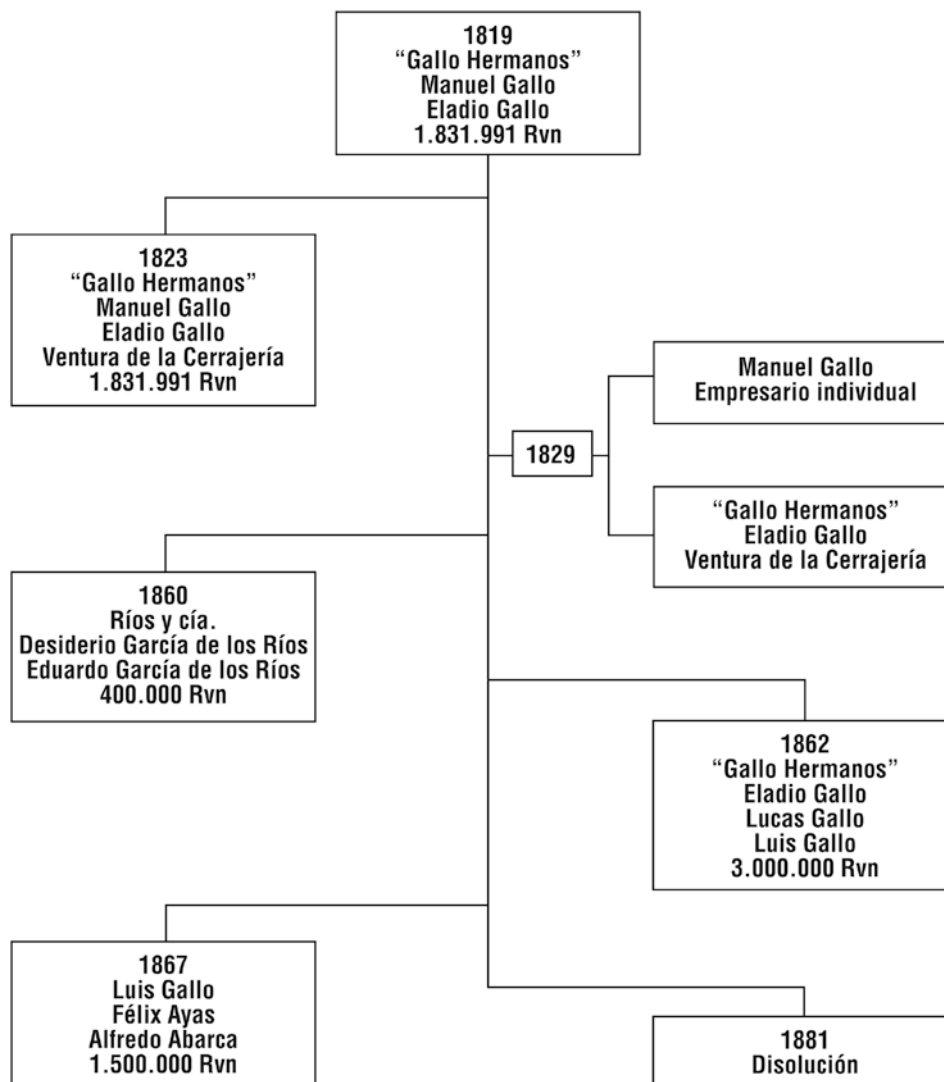 1819
“Gallo Hermanos”
Manuel Gallo
Eladio Gallo
1.831.991 Rvn
1823
“Gallo Hermanos”
Manuel Gallo
Eladio Gallo
Ventura de la Cerrajería
1.831.991 Rvn
Manuel Gallo
Empresario individual
1829
“Gallo Hermanos”
Eladio Gallo
Ventura de la Cerrajería
1860
Ríos y cía.
Desiderio García de los Ríos
Eduardo García de los Ríos
400.000 Rvn
1862
“Gallo Hermanos”
Eladio Gallo
Lucas Gallo
Luis Gallo
3.000.000 Rvn
1867
Luis Gallo
Félix Ayas
Alfredo Abarca
1.500.000 Rvn
1881
Disolución